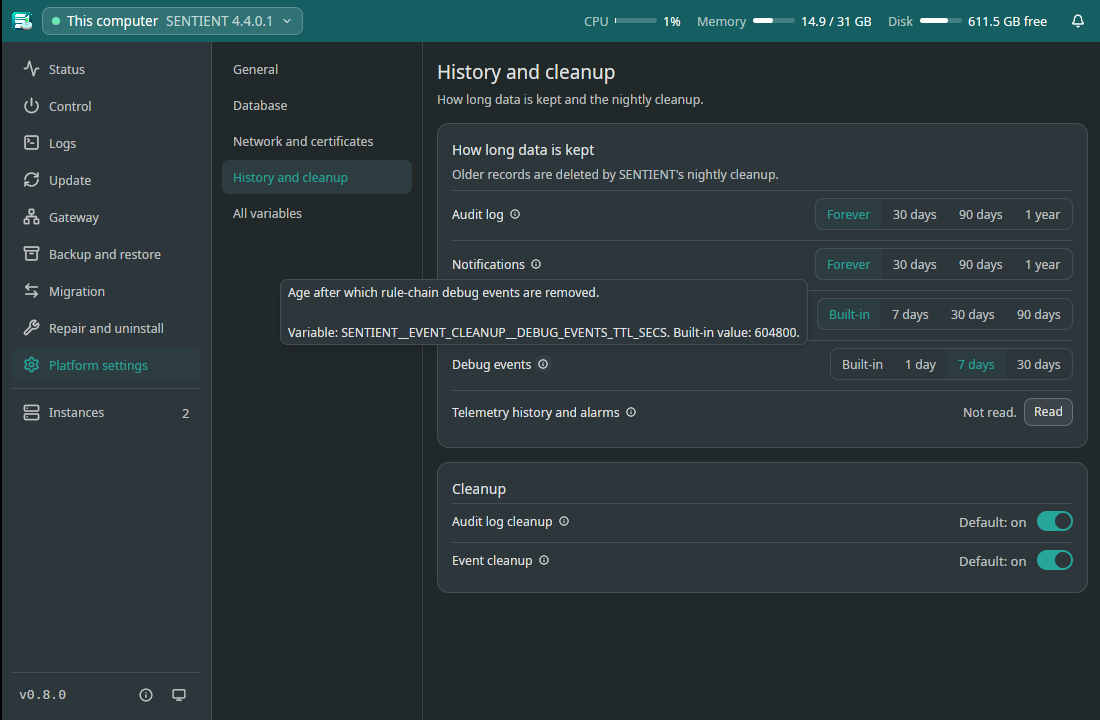 This computer SENTIENT 4.4.0.1
CPU 1% Memory 14.9 / 31 GB Disk 611.5 GB free
Status
Control
Logs
Update
Gateway
Backup and restore
Migration
Repair and uninstall
Platform settings
Instances 2
v0.8.0
General
Database
Network and certificates
History and cleanup
All variables
History and cleanup
How long data is kept and the nightly cleanup.
How long data is kept
Older records are deleted by SENTIENT's nightly cleanup.
Audit log Forever 30 days 90 days 1 year
Notifications Forever 30 days 90 days 1 year
Age after which rule-chain debug events are removed.
Variable: SENTIENT__EVENT_CLEANUP__DEBUG_EVENTS_TTL_SECS. Built-in value: 604800.
Built-in 7 days 30 days 90 days
Debug events Built-in 1 day 7 days 30 days
Telemetry history and alarms Not read. Read
Cleanup
Audit log cleanup Default: on
Event cleanup Default: on